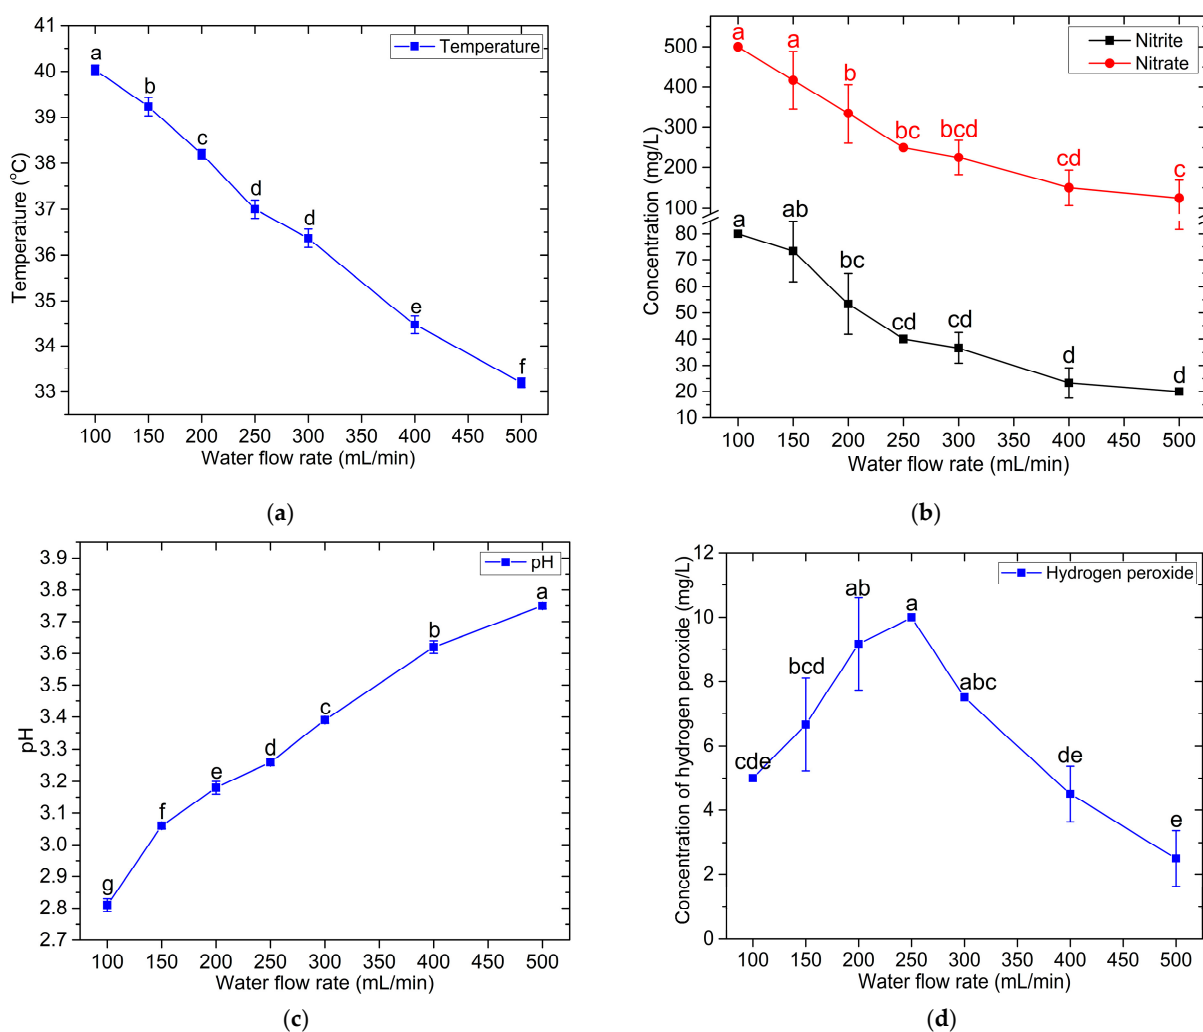 Temperature (°C)
41
40
39
38
37
36
35
34
33
Temperature
a
b
c
d
d
e
f
100 150 200 250 300 350 400 450 500
Water flow rate (mL/min)
(a)
Concentration (mg/L)
500
400
300
200
100
80
70
60
50
40
30
20
10
Nitrite
Nitrate
a
a
b
bc
bcd
cd
c
a
ab
bc
cd
cd
d
d
100 150 200 250 300 350 400 450 500
Water flow rate (mL/min)
(b)
pH
3.9
3.8
3.7
3.6
3.5
3.4
3.3
3.2
3.1
3.0
2.9
2.8
2.7
pH
g
f
e
d
c
b
a
100 150 200 250 300 350 400 450 500
Water flow rate (mL/min)
(c)
Concentration of hydrogen peroxide (mg/L)
12
10
8
6
4
2
0
Hydrogen peroxide
cde
bcd
ab
a
abc
de
e
100 150 200 250 300 350 400 450 500
Water flow rate (mL/min)
(d)